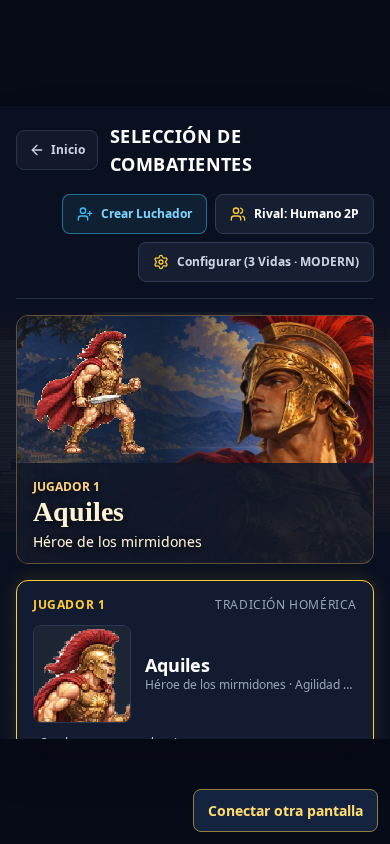 Inicio
SELECCIÓN DE
COMBATIENTES
Crear Luchador
Rival: Humano 2P
Configurar (3 Vidas · MODERN)
JUGADOR 1
Aquiles
Héroe de los mirmidones
JUGADOR 1
TRADICIÓN HOMÉRICA
Aquiles
Héroe de los mirmidones · Agilidad ...
Conectar otra pantalla